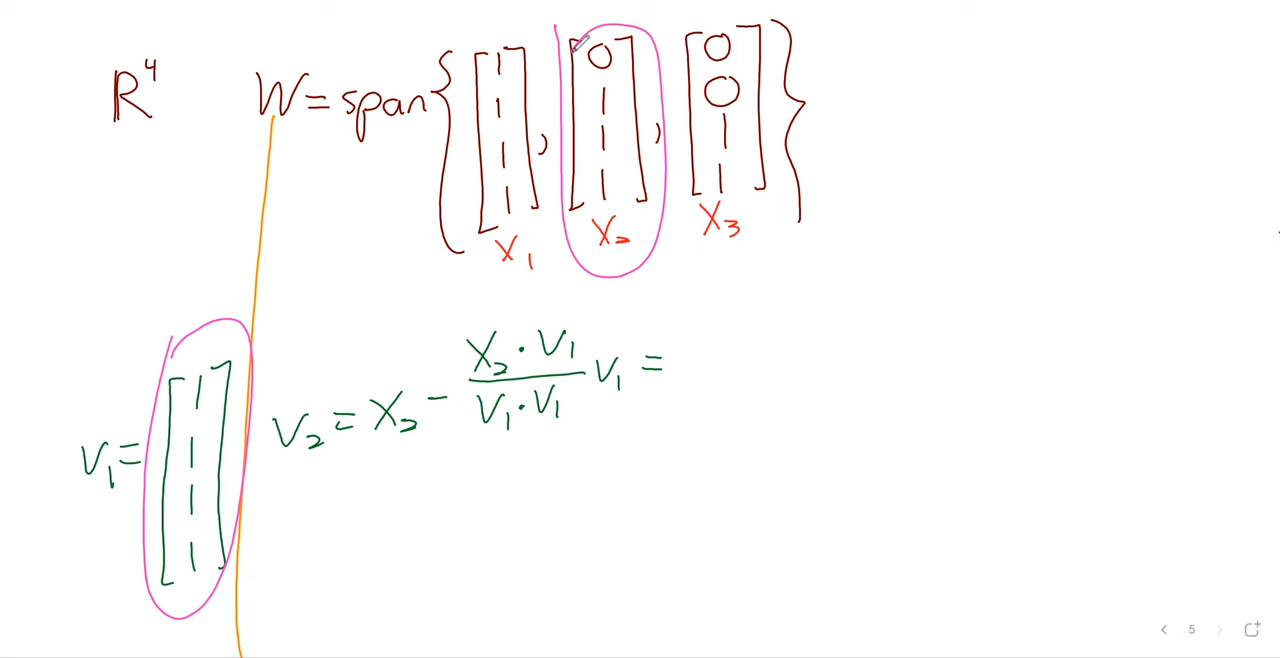 R⁴ W = span { [1 1 1 1], [0 1 1 1], [0 0 1 1] }
x₁ x₂ x₃
v₁ = [1 1 1 1] v₂ = x₂ - (x₂ · v₁)/(v₁ · v₁) v₁ =
< 5 >